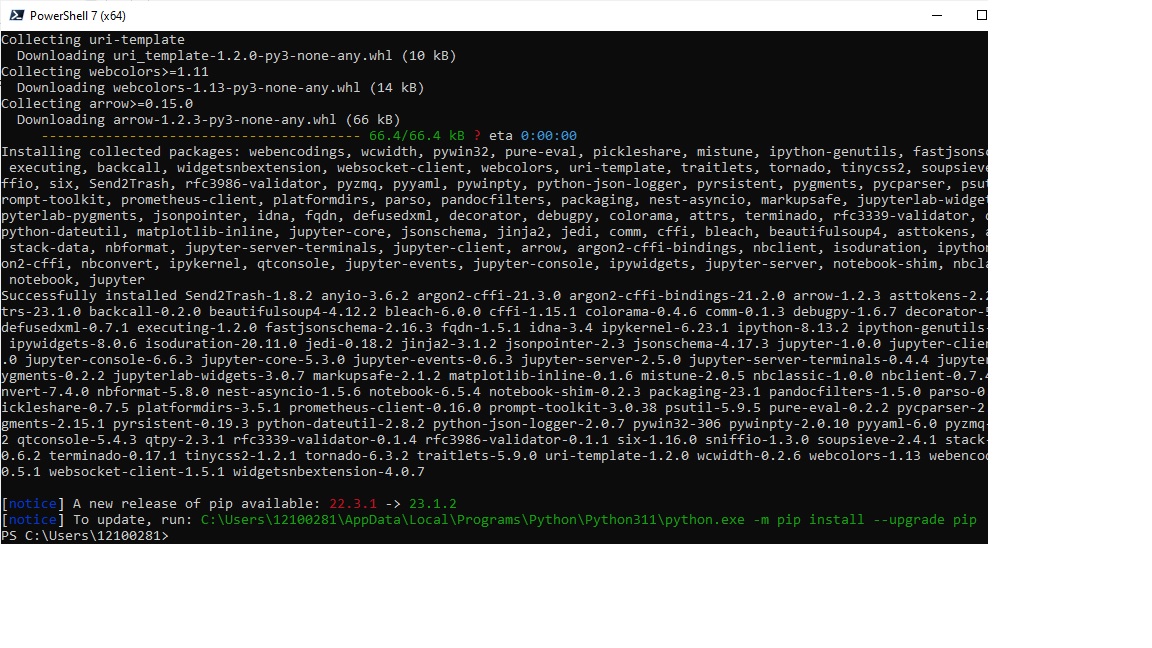 PowerShell 7 (x64)
Collecting uri-template
Downloading uri_template-1.2.0-py3-none-any.whl (10 kB)
Collecting webcolors>=1.11
Downloading webcolors-1.13-py3-none-any.whl (14 kB)
Collecting arrow>=0.15.0
Downloading arrow-1.2.3-py3-none-any.whl (66 kB)
---------------------------------------- 66.4/66.4 kB ? eta 0:00:00
Installing collected packages: webencodings, wcwidth, pywin32, pure-eval, pickleshare, mistune, ipython-genutils, fastjsonsc
executing, backcall, widgetsnbextension, websocket-client, webcolors, uri-template, traitlets, tornado, tinycss2, soupsieve
ffio, six, Send2Trash, rfc3986-validator, pyzmq, pyyaml, pywinpty, python-json-logger, pyrsistent, pygments, pycparser, psut
rompt-toolkit, prometheus-client, platformdirs, parso, pandocfilters, packaging, nest-asyncio, markupsafe, jupyterlab-widget
pyterlab-pygments, jsonpointer, idna, fqdn, defusedxml, decorator, debugpy, colorama, attrs, terminado, rfc3339-validator,
python-dateutil, matplotlib-inline, jupyter-core, jsonschema, jinja2, jedi, comm, cffi, bleach, beautifulsoup4, asttokens,
stack-data, nbformat, jupyter-server-terminals, jupyter-client, arrow, argon2-cffi-bindings, nbclient, isoduration, ipython
on2-cffi, nbconvert, ipykernel, qtconsole, jupyter-events, jupyter-console, ipywidgets, jupyter-server, notebook-shim, nbcla
notebook, jupyter
Successfully installed Send2Trash-1.8.2 anyio-3.6.2 argon2-cffi-21.3.0 argon2-cffi-bindings-21.2.0 arrow-1.2.3 asttokens-2.2
trs-23.1.0 backcall-0.2.0 beautifulsoup4-4.12.2 bleach-6.0.0 cffi-1.15.1 colorama-0.4.6 comm-0.1.3 debugpy-1.6.7 decorator-5
defusedxml-0.7.1 executing-1.2.0 fastjsonschema-2.16.3 fqdn-1.5.1 idna-3.4 ipykernel-6.23.1 ipython-8.13.2 ipython-genutils-
ipywidgets-8.0.6 isoduration-20.11.0 jedi-0.18.2 jinja2-3.1.2 jsonpointer-2.3 jsonschema-4.17.3 jupyter-1.0.0 jupyter-clien
.0 jupyter-console-6.6.3 jupyter-core-5.3.0 jupyter-events-0.6.3 jupyter-server-2.5.0 jupyter-server-terminals-0.4.4 jupyter
ygments-0.2.2 jupyterlab-widgets-3.0.7 markupsafe-2.1.2 matplotlib-inline-0.1.6 mistune-2.0.5 nbclassic-1.0.0 nbclient-0.7.4
nvert-7.4.0 nbformat-5.8.0 nest-asyncio-1.5.6 notebook-6.5.4 notebook-shim-0.2.3 packaging-23.1 pandocfilters-1.5.0 parso-0
ickleshare-0.7.5 platformdirs-3.5.1 prometheus-client-0.16.0 prompt-toolkit-3.0.38 psutil-5.9.5 pure-eval-0.2.2 pycparser-2
gments-2.15.1 pyrsistent-0.19.3 python-dateutil-2.8.2 python-json-logger-2.0.7 pywin32-306 pywinpty-2.0.10 pyyaml-6.0 pyzmq-
2 qtconsole-5.4.3 qtpy-2.3.1 rfc3339-validator-0.1.4 rfc3986-validator-0.1.1 six-1.16.0 sniffio-1.3.0 soupsieve-2.4.1 stack-
0.6.2 terminado-0.17.1 tinycss2-1.2.1 tornado-6.3.2 traitlets-5.9.0 uri-template-1.2.0 wcwidth-0.2.6 webcolors-1.13 webencod
0.5.1 websocket-client-1.5.1 widgetsnbextension-4.0.7
[notice] A new release of pip available: 22.3.1 -> 23.1.2
[notice] To update, run: C:\Users\12100281\AppData\Local\Programs\Python\Python311\python.exe -m pip install --upgrade pip
PS C:\Users\12100281>